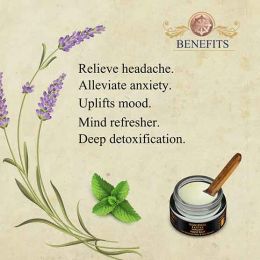 BENEFITS
Relieve headache.
Alleviate anxiety.
Uplifts mood.
Mind refresher.
Deep detoxification.